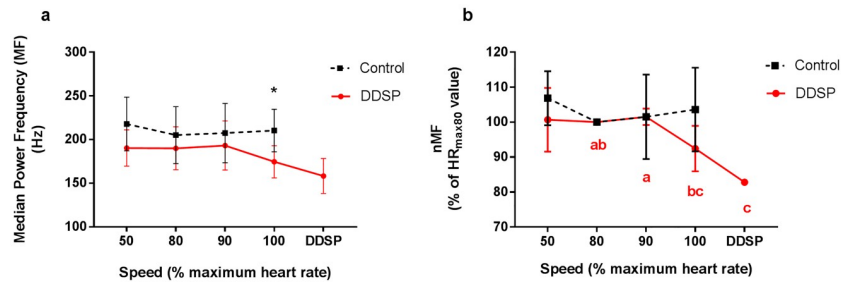 a
Median Power Frequency (MF)
(Hz)
300
250
200
150
100
*
Control
DDSP
50 80 90 100 DDSP
Speed (% maximum heart rate)
b
nMF
(% of HRmax80 value)
120
110
100
90
80
70
ab
a
bc
c
Control
DDSP
50 80 90 100 DDSP
Speed (% maximum heart rate)